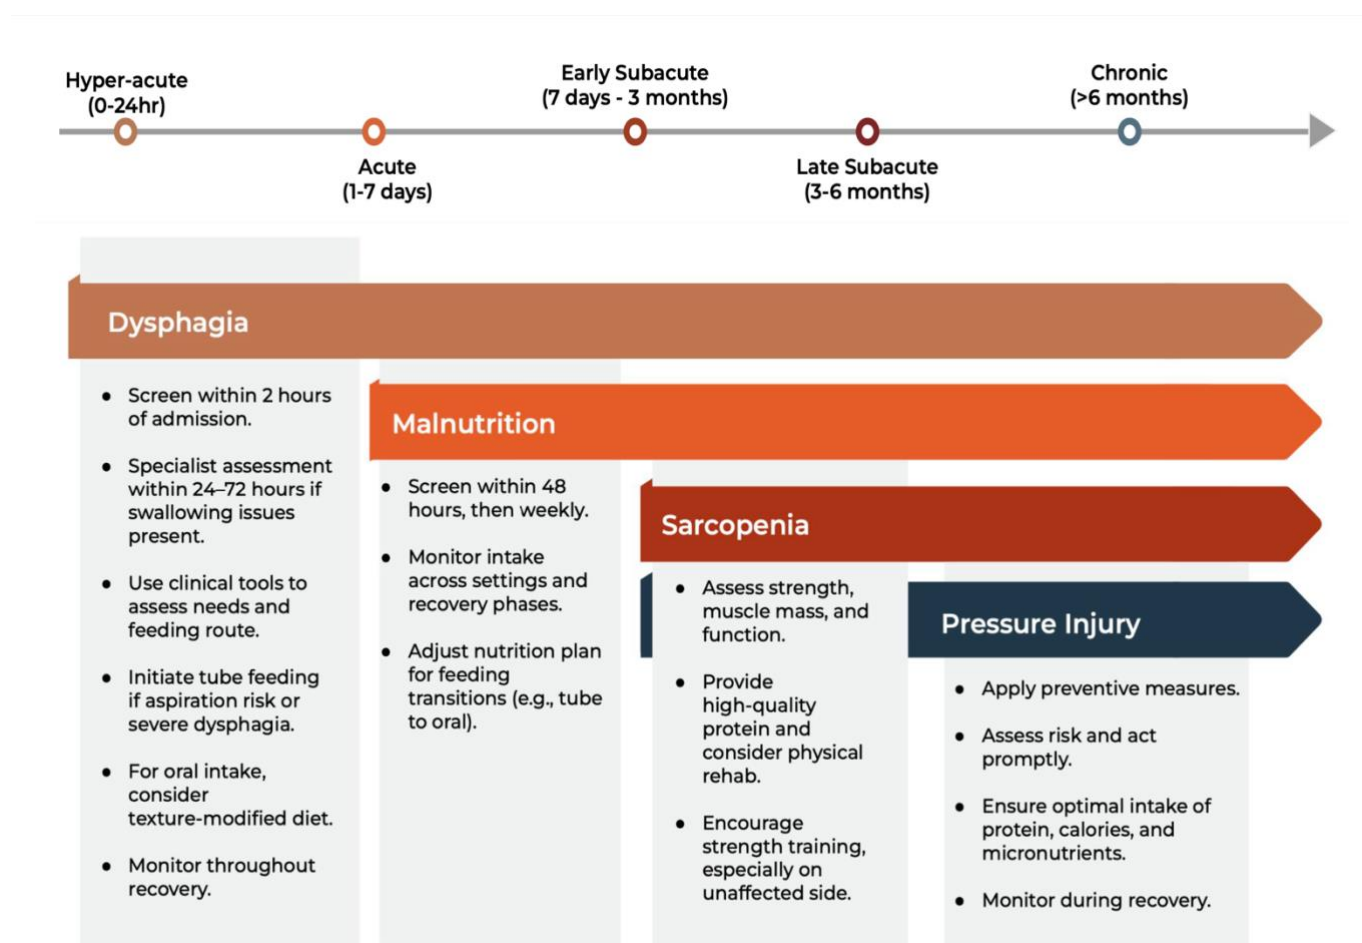 Hyper-acute
(0-24hr)
Early Subacute
(7 days - 3 months)
Chronic
(>6 months)
Acute
(1-7 days)
Late Subacute
(3-6 months)
Dysphagia
● Screen within 2 hours
of admission.
● Specialist assessment
within 24–72 hours if
swallowing issues
present.
● Use clinical tools to
assess needs and
feeding route.
● Initiate tube feeding
if aspiration risk or
severe dysphagia.
● For oral intake,
consider
texture-modified diet.
● Monitor throughout
recovery.
Malnutrition
● Screen within 48
hours, then weekly.
● Monitor intake
across settings and
recovery phases.
● Adjust nutrition plan
for feeding
transitions (e.g., tube
to oral).
Sarcopenia
● Assess strength,
muscle mass, and
function.
● Provide
high-quality
protein and
consider physical
rehab.
● Encourage
strength training,
especially on
unaffected side.
Pressure Injury
● Apply preventive measures.
● Assess risk and act
promptly.
● Ensure optimal intake of
protein, calories, and
micronutrients.
● Monitor during recovery.